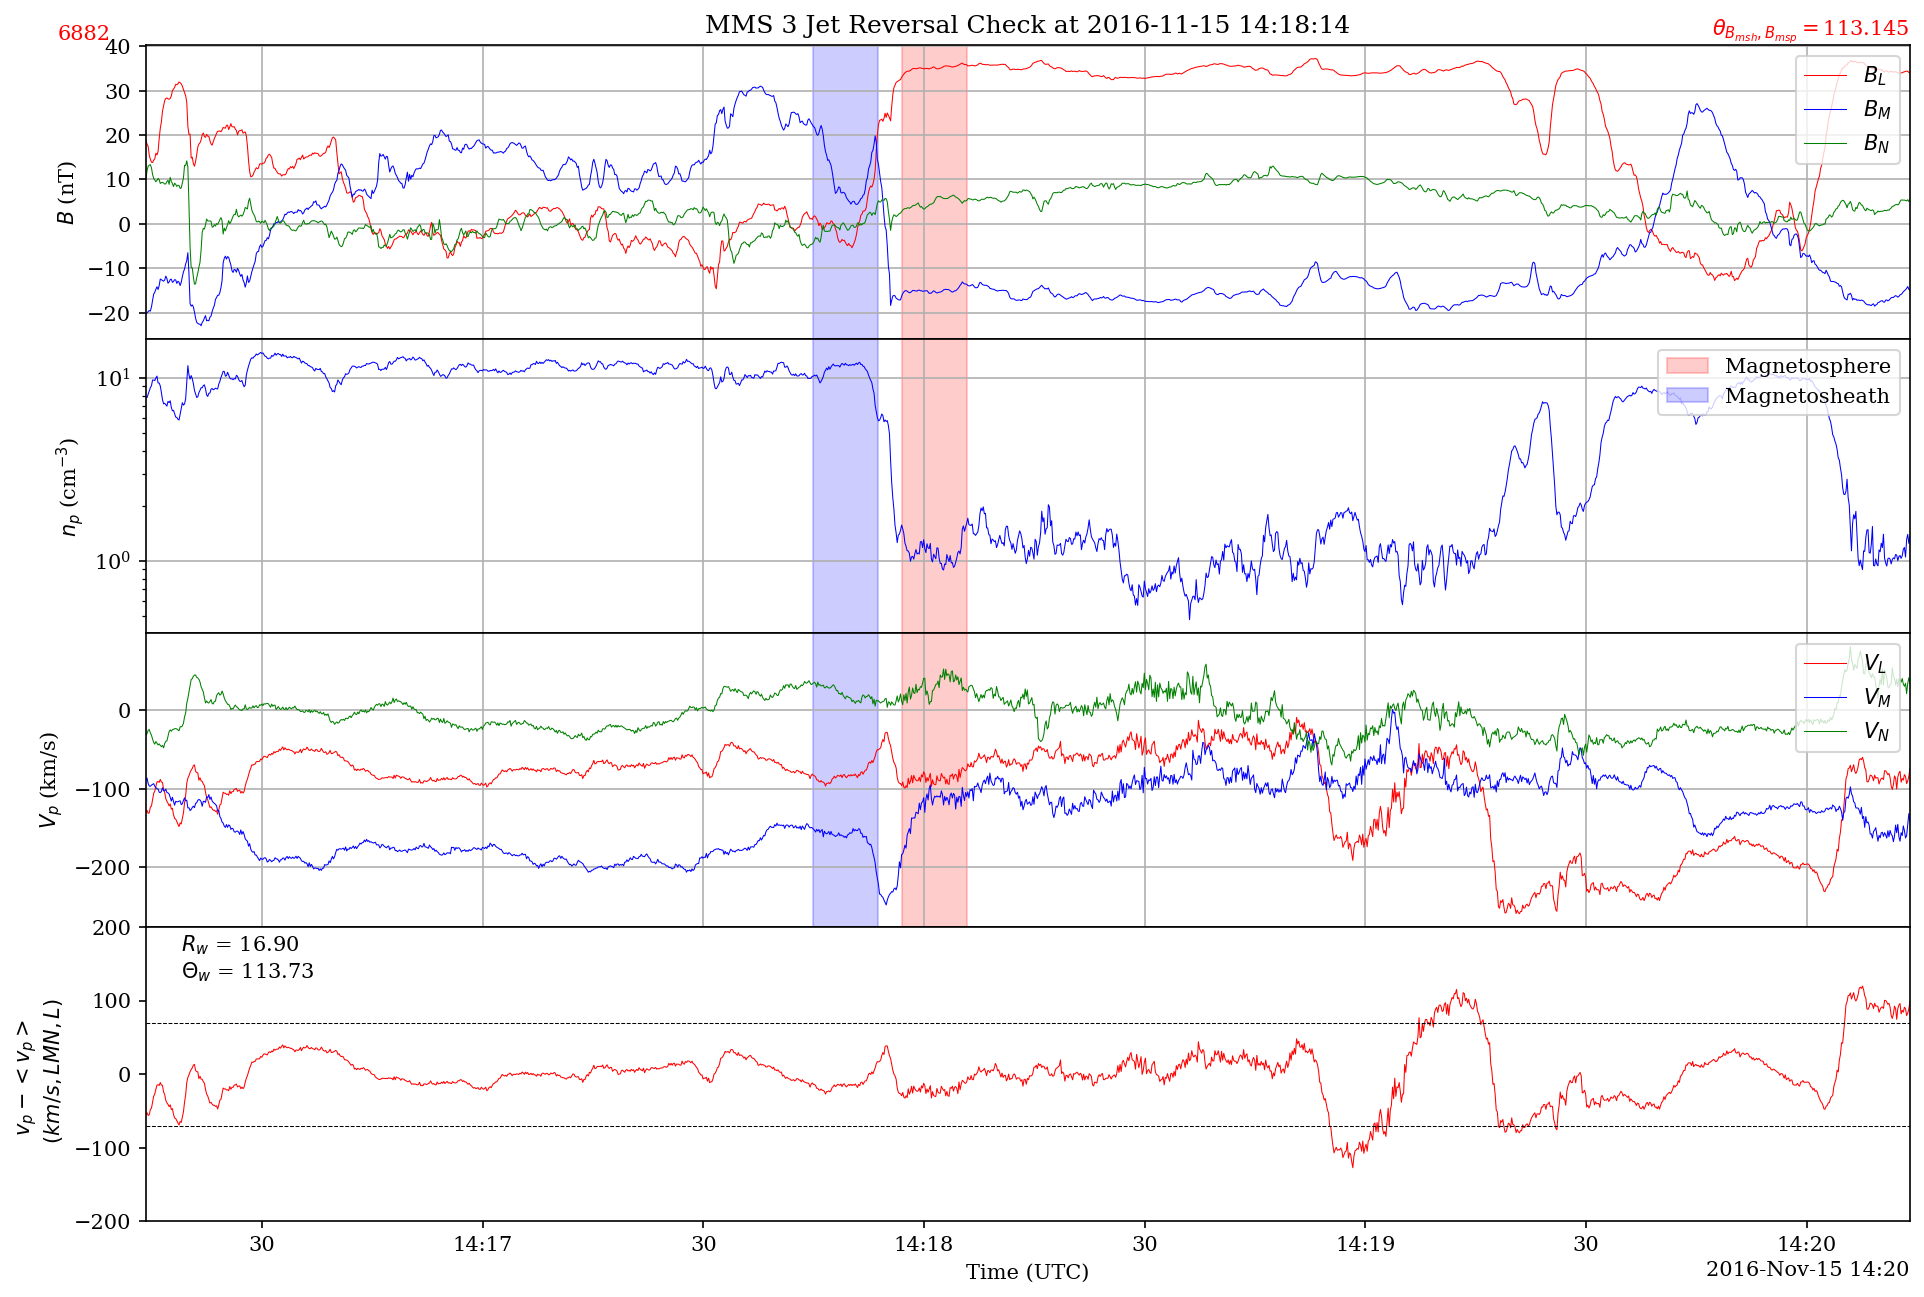 MMS 3 Jet Reversal Check at 2016-11-15 14:18:14
6882
θ_{B_{msh}, B_{msp}} = 113.145
40
30
20
10
0
−10
−20
B (nT)
B_L
B_M
B_N
10^1
10^0
n_p (cm^{−3})
Magnetosphere
Magnetosheath
0
−100
−200
V_p (km/s)
V_L
V_M
V_N
200
100
0
−100
−200
v_p − < v_p >
(km/s, LMN, L)
R_w = 16.90
Θ_w = 113.73
30
14:17
30
14:18
30
14:19
30
14:20
Time (UTC)
2016-Nov-15 14:20